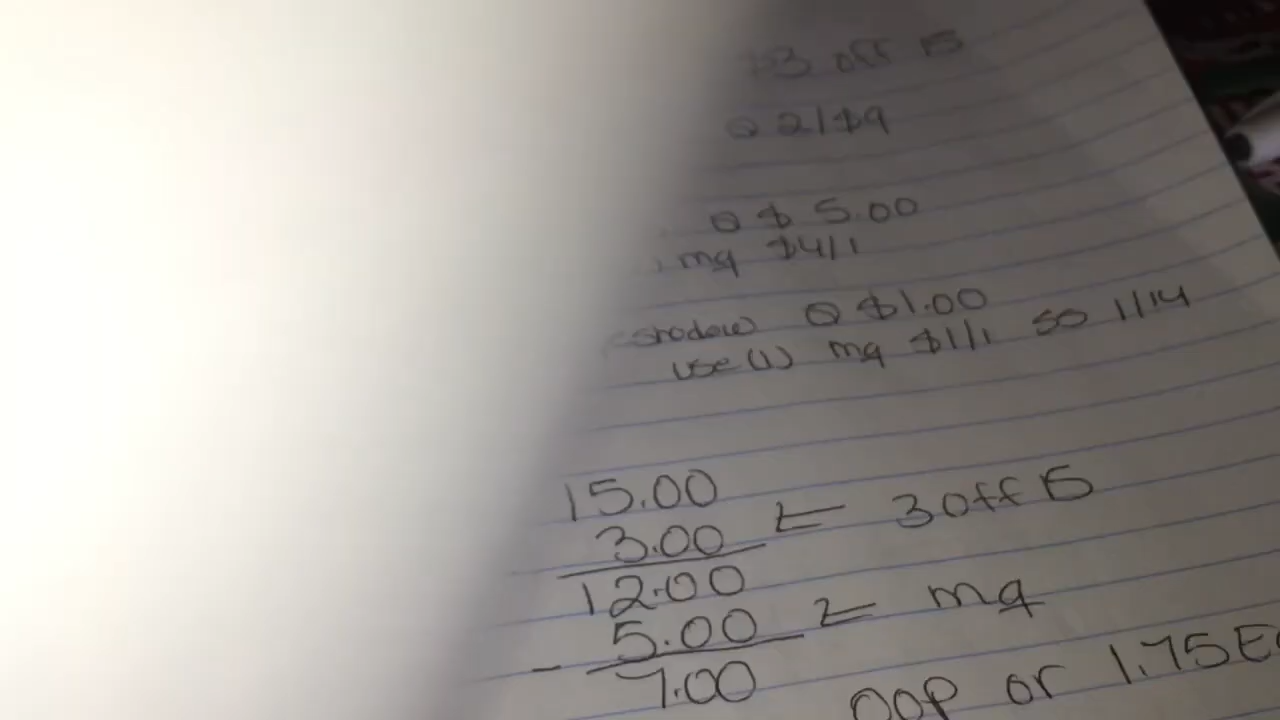 3 off 15
@ 2/$9
@ $5.00
mq $4/1
shadow @ $1.00
use (1) mq $1/1 so 1/14
15.00
3.00 ← 3 off 15
12.00
- 5.00 ← mq
7.00 OOP or 1.75 E